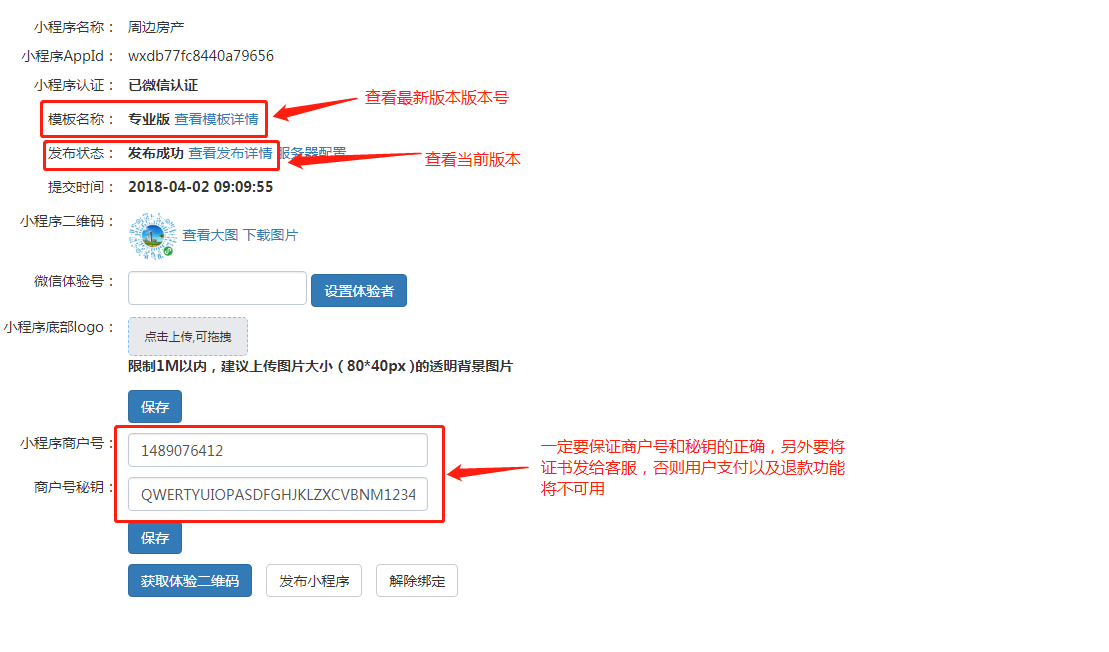 小程序名称： 周边房产
小程序AppId： wxdb77fc8440a79656
小程序认证： 已微信认证
查看最新版本版本号
模板名称： 专业版 查看模板详情
发布状态： 发布成功 查看发布详情 服务器配置
查看当前版本
提交时间： 2018-04-02 09:09:55
小程序二维码： 查看大图 下载图片
微信体验号： 设置体验者
小程序底部logo： 点击上传,可拖拽
限制1M以内，建议上传图片大小（80*40px)的透明背景图片
保存
小程序商户号： 1489076412
商户号秘钥： QWERTYUIOPASDFGHJKLZXCVBNM1234
一定要保证商户号和秘钥的正确，另外要将
证书发给客服，否则用户支付以及退款功能
将不可用
保存
获取体验二维码 发布小程序 解除绑定